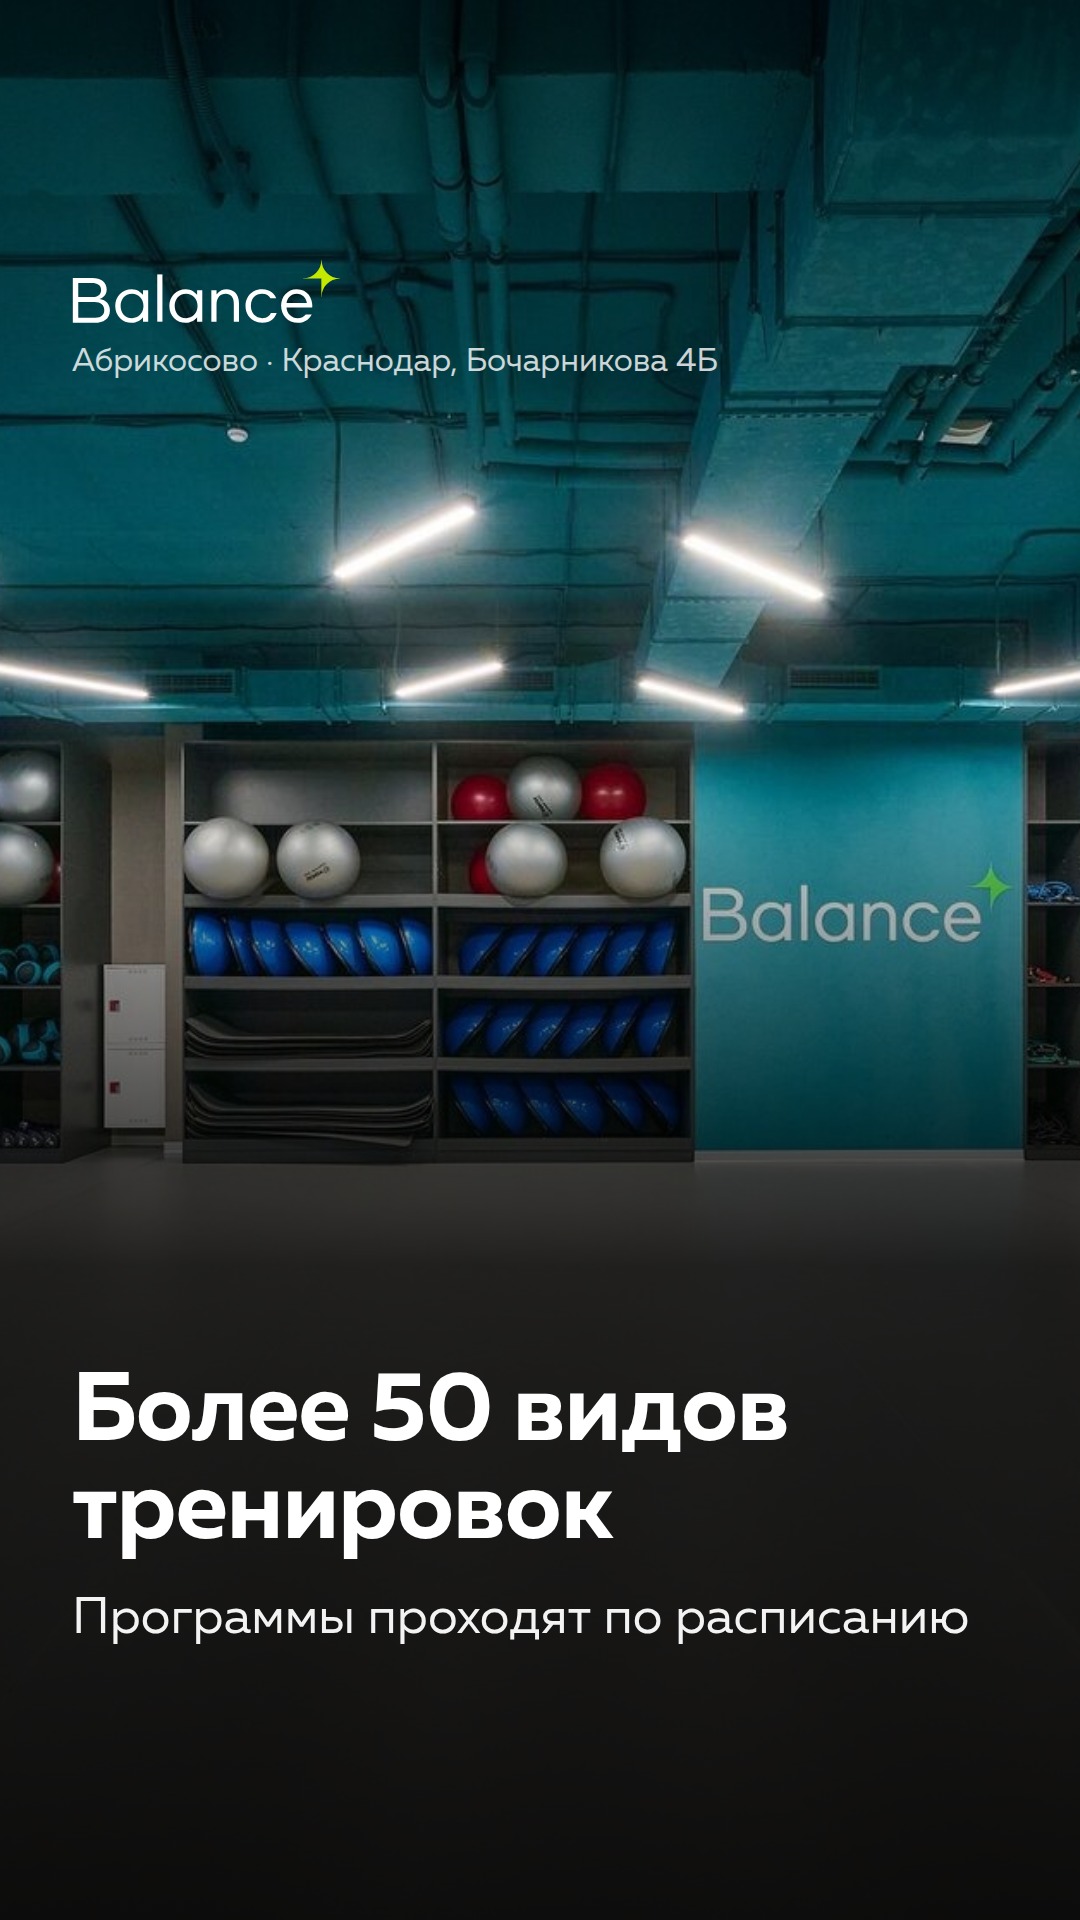 Balance
Абрикосово · Краснодар, Бочарникова 4Б
Balance
Более 50 видов
тренировок
Программы проходят по расписанию